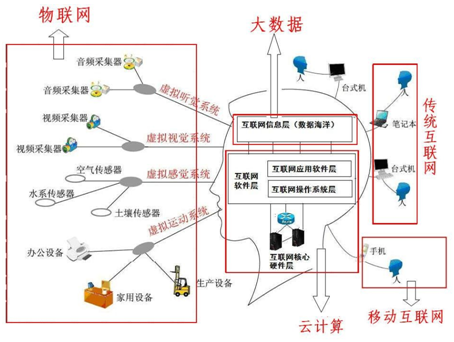 物联网
大数据
音频采集器
音频采集器
虚拟听觉系统
视频采集器
视频采集器
虚拟视觉系统
空气传感器
虚拟感觉系统
水系传感器
土壤传感器
虚拟运动系统
办公设备
家用设备
生产设备
互联网信息层（数据海洋）
互联网
软件层
互联网应用软件层
互联网操作系统层
互联网核心
硬件层
云计算
台式机
人
笔记本
人
台式机
人
传统互联网
手机
人
移动互联网